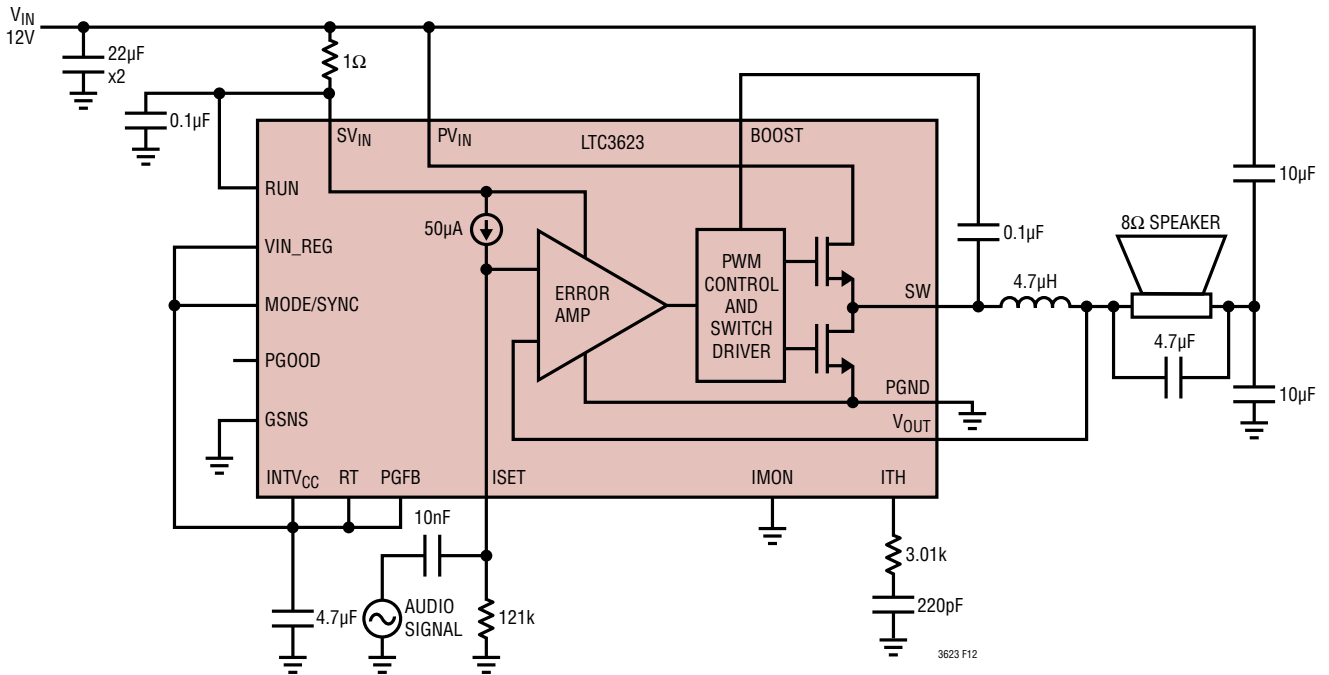 VIN
12V
22µF
x2
1Ω
0.1µF
SVIN
PVIN
LTC3623
BOOST
RUN
10µF
50µA
8Ω SPEAKER
0.1µF
VIN_REG
PWM
CONTROL
AND
SWITCH
DRIVER
ERROR
AMP
4.7µH
SW
MODE/SYNC
4.7µF
PGOOD
PGND
10µF
GSNS
VOUT
INTVCC
RT
PGFB
ISET
IMON
ITH
10nF
3.01k
4.7µF
AUDIO
SIGNAL
121k
220pF
3623 F12